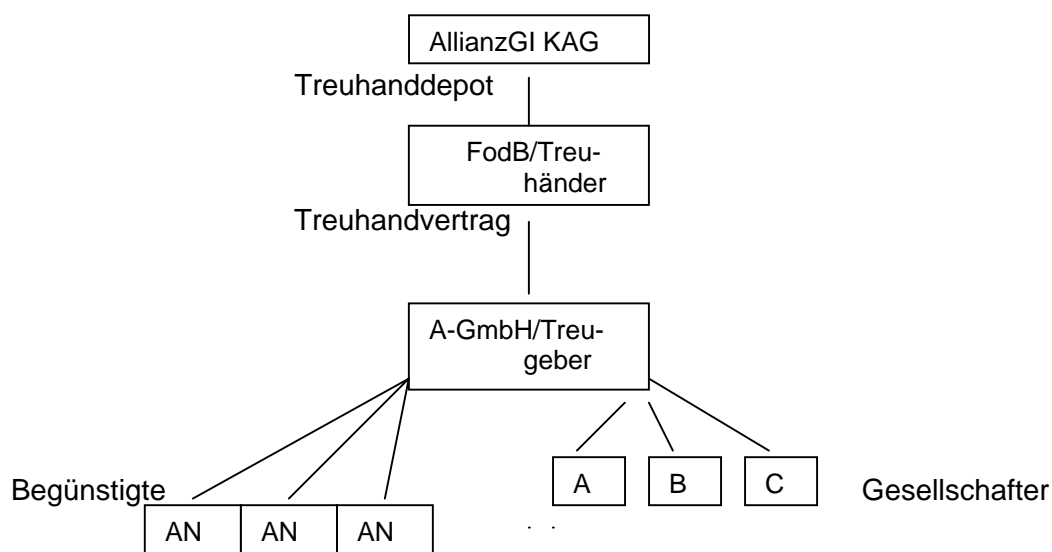 AllianzGI KAG
Treuhanddepot
FodB/Treu-
händer
Treuhandvertrag
A-GmbH/Treu-
geber
Begünstigte
AN AN AN
A B C
Gesellschafter